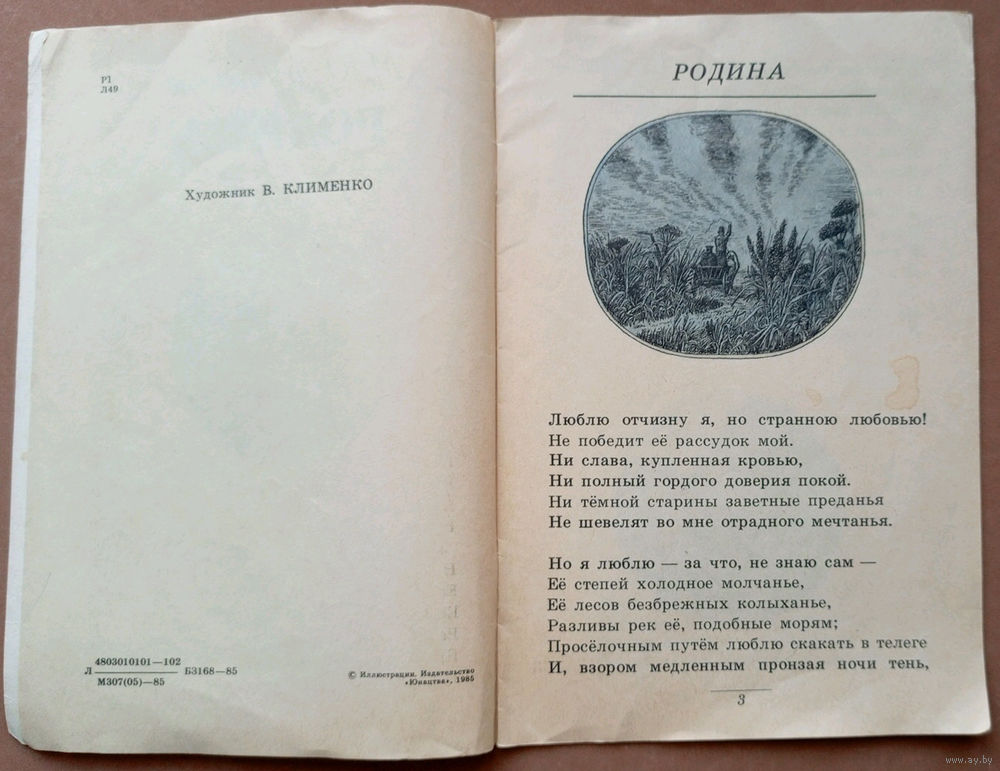 Р1
Л49
Художник В. КЛИМЕНКО
4803010101—102
Л
Б3168—85
М307(05)—85
© Иллюстрации. Издательство
«Юнацтва», 1985
РОДИНА
Люблю отчизну я, но странною любовью!
Не победит её рассудок мой.
Ни слава, купленная кровью,
Ни полный гордого доверия покой.
Ни тёмной старины заветные преданья
Не шевелят во мне отрадного мечтанья.
Но я люблю — за что, не знаю сам —
Её степей холодное молчанье,
Её лесов безбрежных колыханье,
Разливы рек её, подобные морям;
Просёлочным путём люблю скакать в телеге
И, взором медленным пронзая ночи тень,
3
www.ay.by